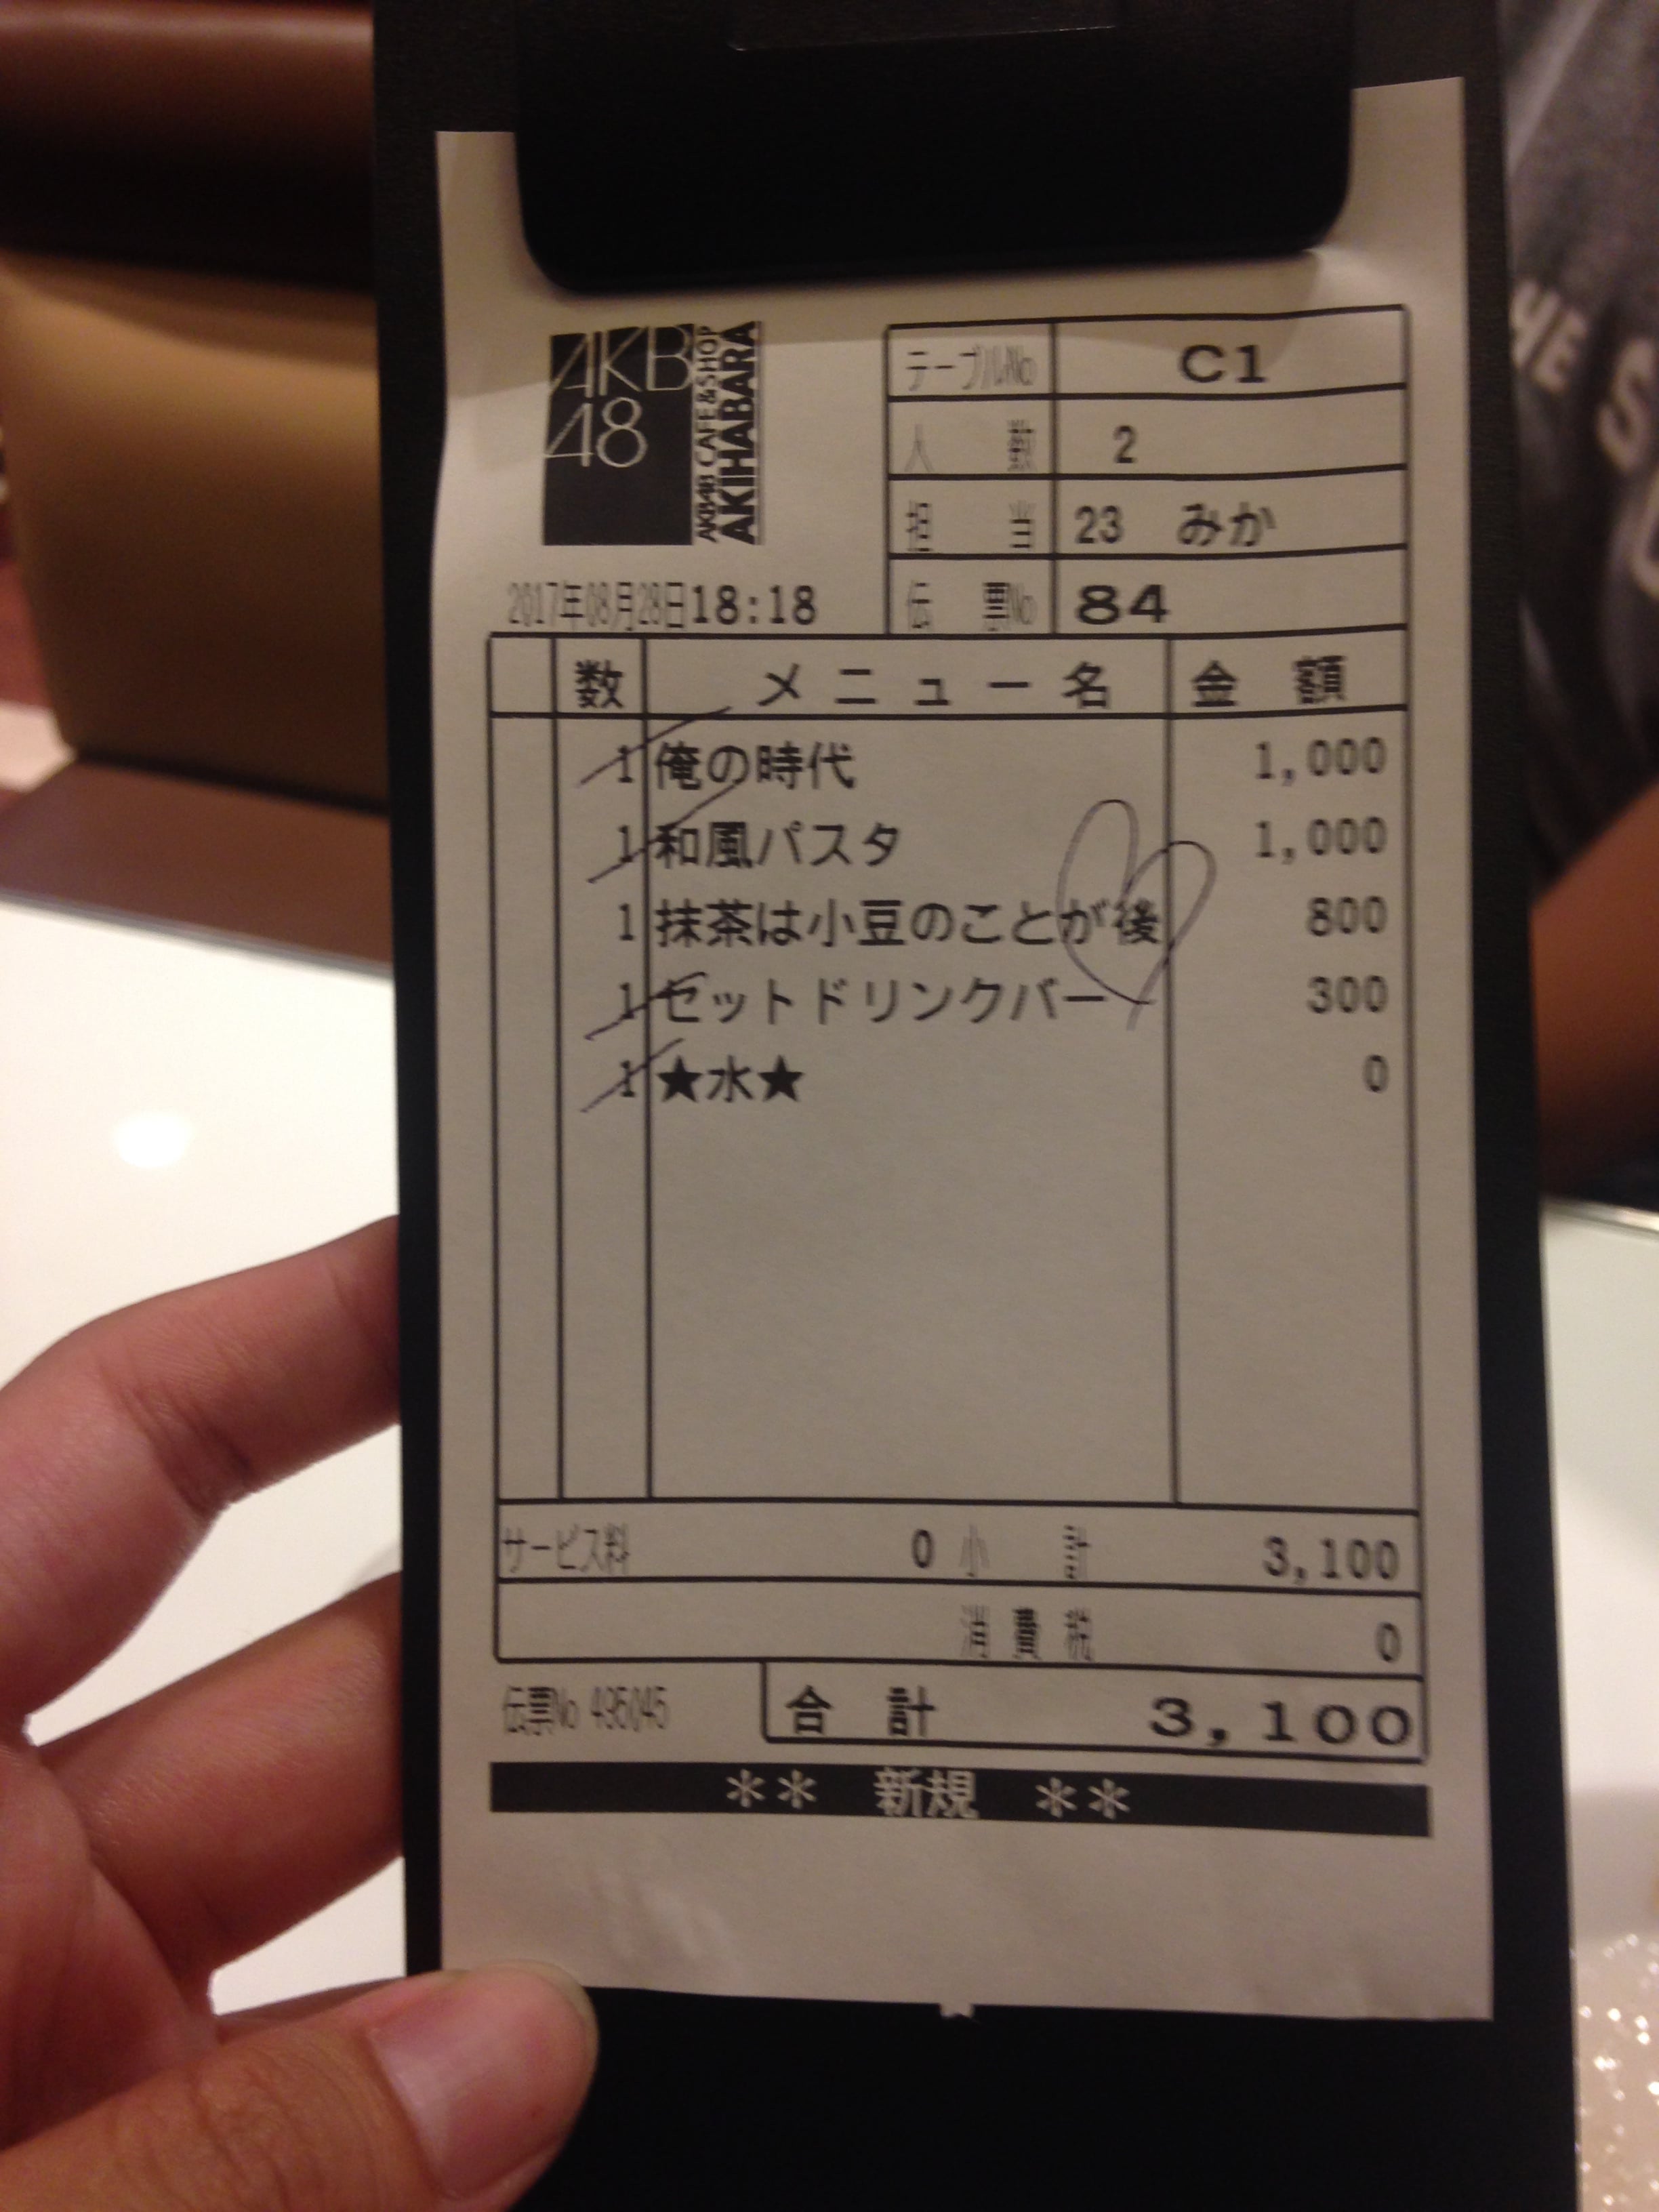 AKB
48
AKB48 CAFE&SHOP
AKIHABARA
テーブルNo C1
人数 2
担当 23 みか
伝票No 84
2017年08月28日18:18
数 メニュー名 金額
1 俺の時代 1,000
1 和風パスタ 1,000
1 抹茶は小豆のことが後 800
1 セットドリンクバー 300
1 ★水★ 0
サービス料 0 小計 3,100
消費税 0
伝票No 495045 合計 3,100
** 新規 **
HE S